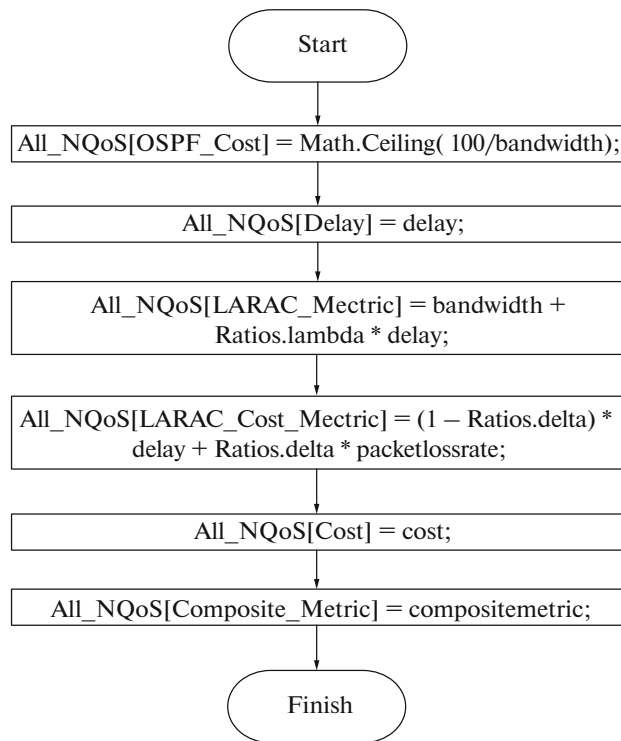 Start
All_NQoS[OSPF_Cost] = Math.Ceiling( 100/bandwidth);
All_NQoS[Delay] = delay;
All_NQoS[LARAC_Mectric] = bandwidth +
Ratios.lambda * delay;
All_NQoS[LARAC_Cost_Mectric] = (1 − Ratios.delta) *
delay + Ratios.delta * packetlossrate;
All_NQoS[Cost] = cost;
All_NQoS[Composite_Metric] = compositemetric;
Finish